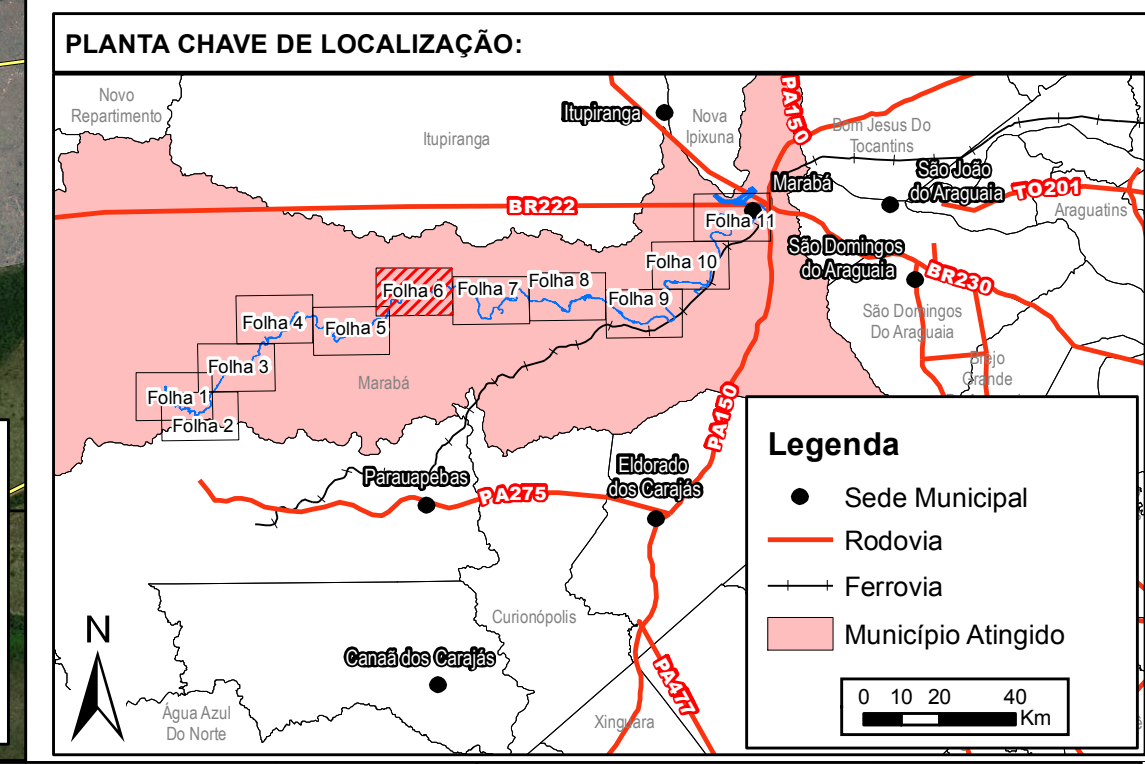 PLANTA CHAVE DE LOCALIZAÇÃO:
Novo
Repartimento
Itupiranga
Itupiranga
Nova
Ipixuna
PA150
Bom Jesus Do
Tocantins
São João
do Araguaia
TO201
Araguatins
Marabá
BR222
Folha 11
São Domingos
do Araguaia
BR230
Folha 10
Folha 6
Folha 7
Folha 8
Folha 9
Folha 4
Folha 5
São Domingos
Do Araguaia
Folha 3
Brejo
Grande
Marabá
Folha 1
Folha 2
PA150
Parauapebas
PA275
Eldorado
dos Carajás
Legenda
Sede Municipal
Rodovia
Ferrovia
Município Atingido
0 10 20 40
Km
Curionópolis
N
Canaã dos Carajás
PA477
Água Azul
Do Norte
Xinguara